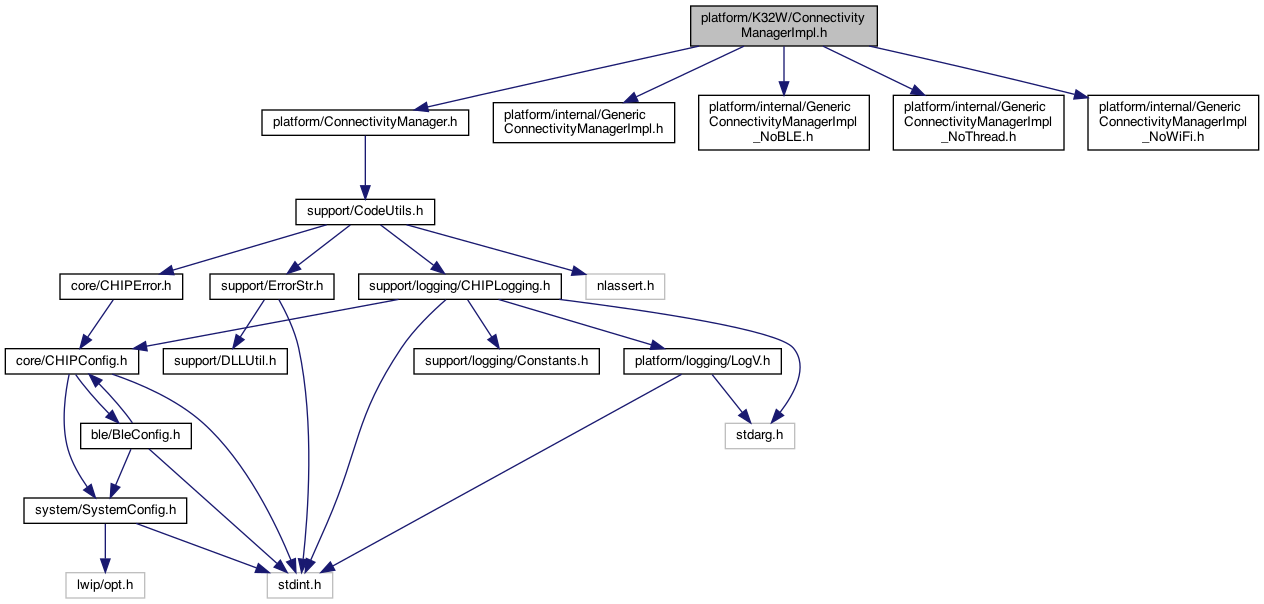 platform/K32W/Connectivity
ManagerImpl.h
platform/ConnectivityManager.h
platform/internal/Generic
ConnectivityManagerImpl.h
platform/internal/Generic
ConnectivityManagerImpl
_NoBLE.h
platform/internal/Generic
ConnectivityManagerImpl
_NoThread.h
platform/internal/Generic
ConnectivityManagerImpl
_NoWiFi.h
support/CodeUtils.h
core/CHIPError.h
support/ErrorStr.h
support/logging/CHIPLogging.h
nlassert.h
core/CHIPConfig.h
support/DLLUtil.h
support/logging/Constants.h
platform/logging/LogV.h
ble/BleConfig.h
stdarg.h
system/SystemConfig.h
lwip/opt.h
stdint.h